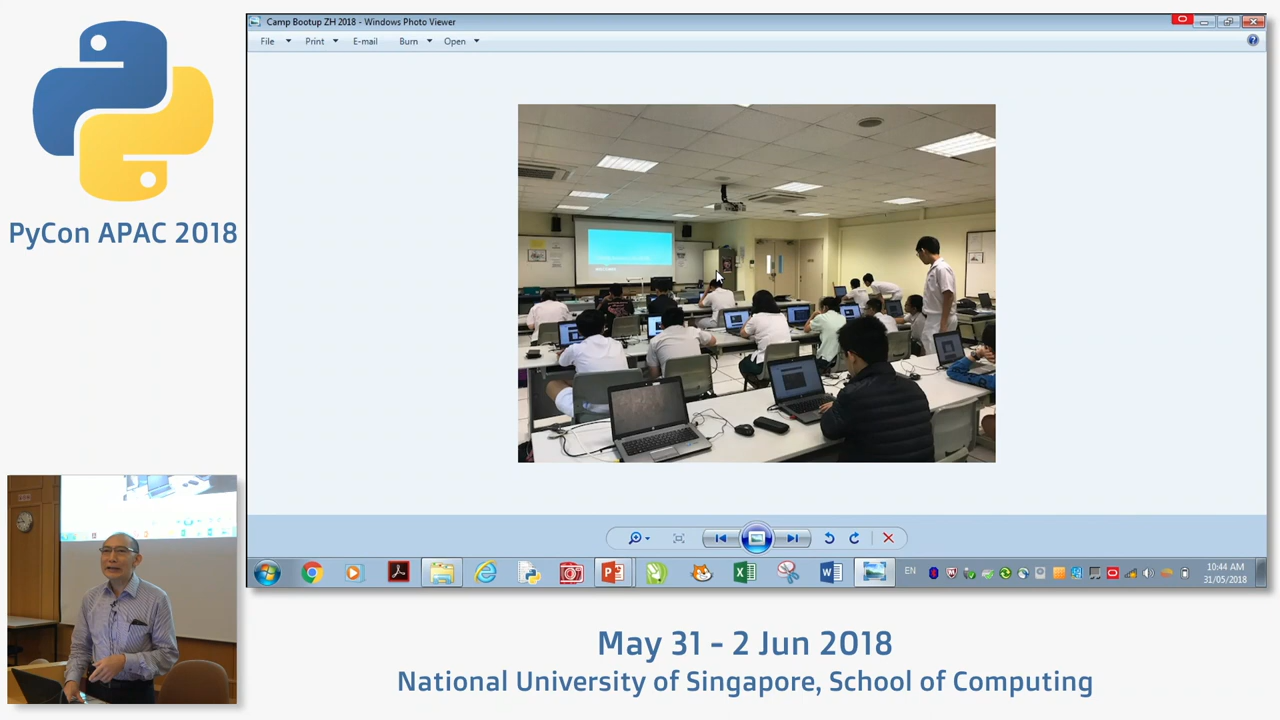 Camp Bootup ZH 2018 - Windows Photo Viewer
File Print E-mail Burn Open
PyCon APAC 2018
EN
10:44 AM
31/05/2018
May 31 - 2 Jun 2018
National University of Singapore, School of Computing